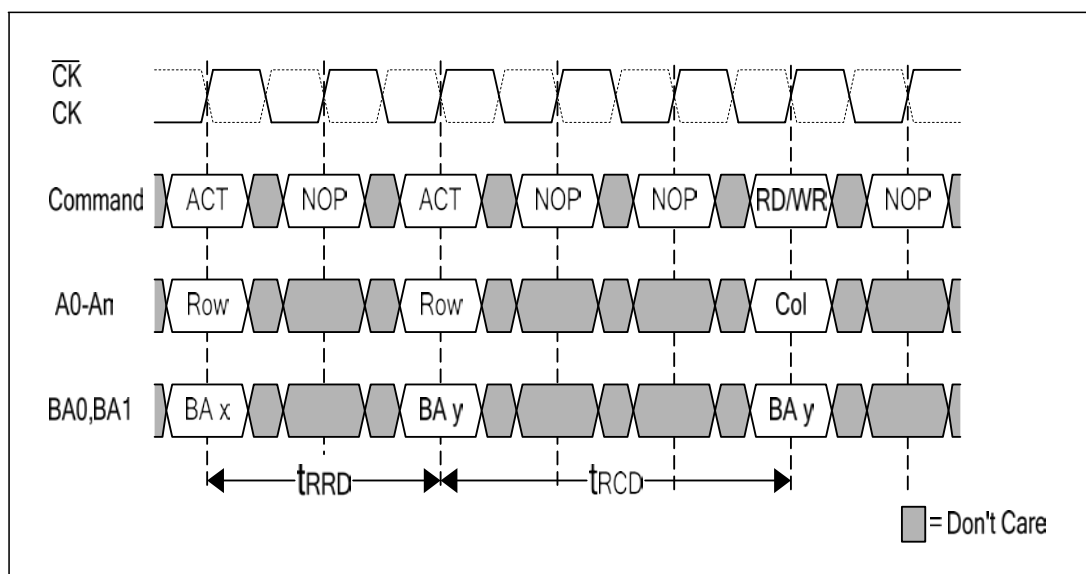 CK
CK
Command ACT NOP ACT NOP NOP RD/WR NOP
A0-An Row Row Col
BA0,BA1 BA x BA y BA y
tRRD tRCD
= Don't Care